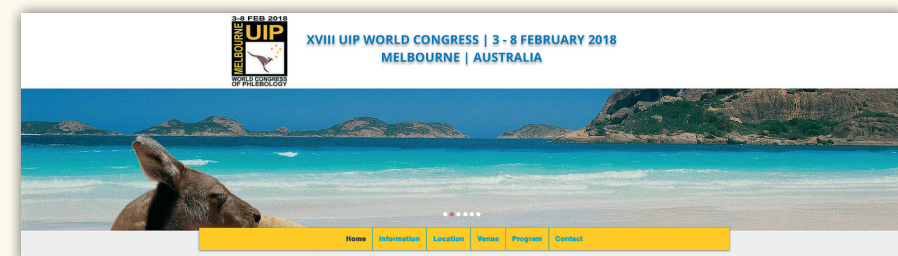 3-8 FEB 2018
MELBOURNE
UIP
WORLD CONGRESS
OF PHLEBOLOGY
XVIII UIP WORLD CONGRESS | 3 - 8 FEBRUARY 2018
MELBOURNE | AUSTRALIA
Home Information Location Venue Program Contact